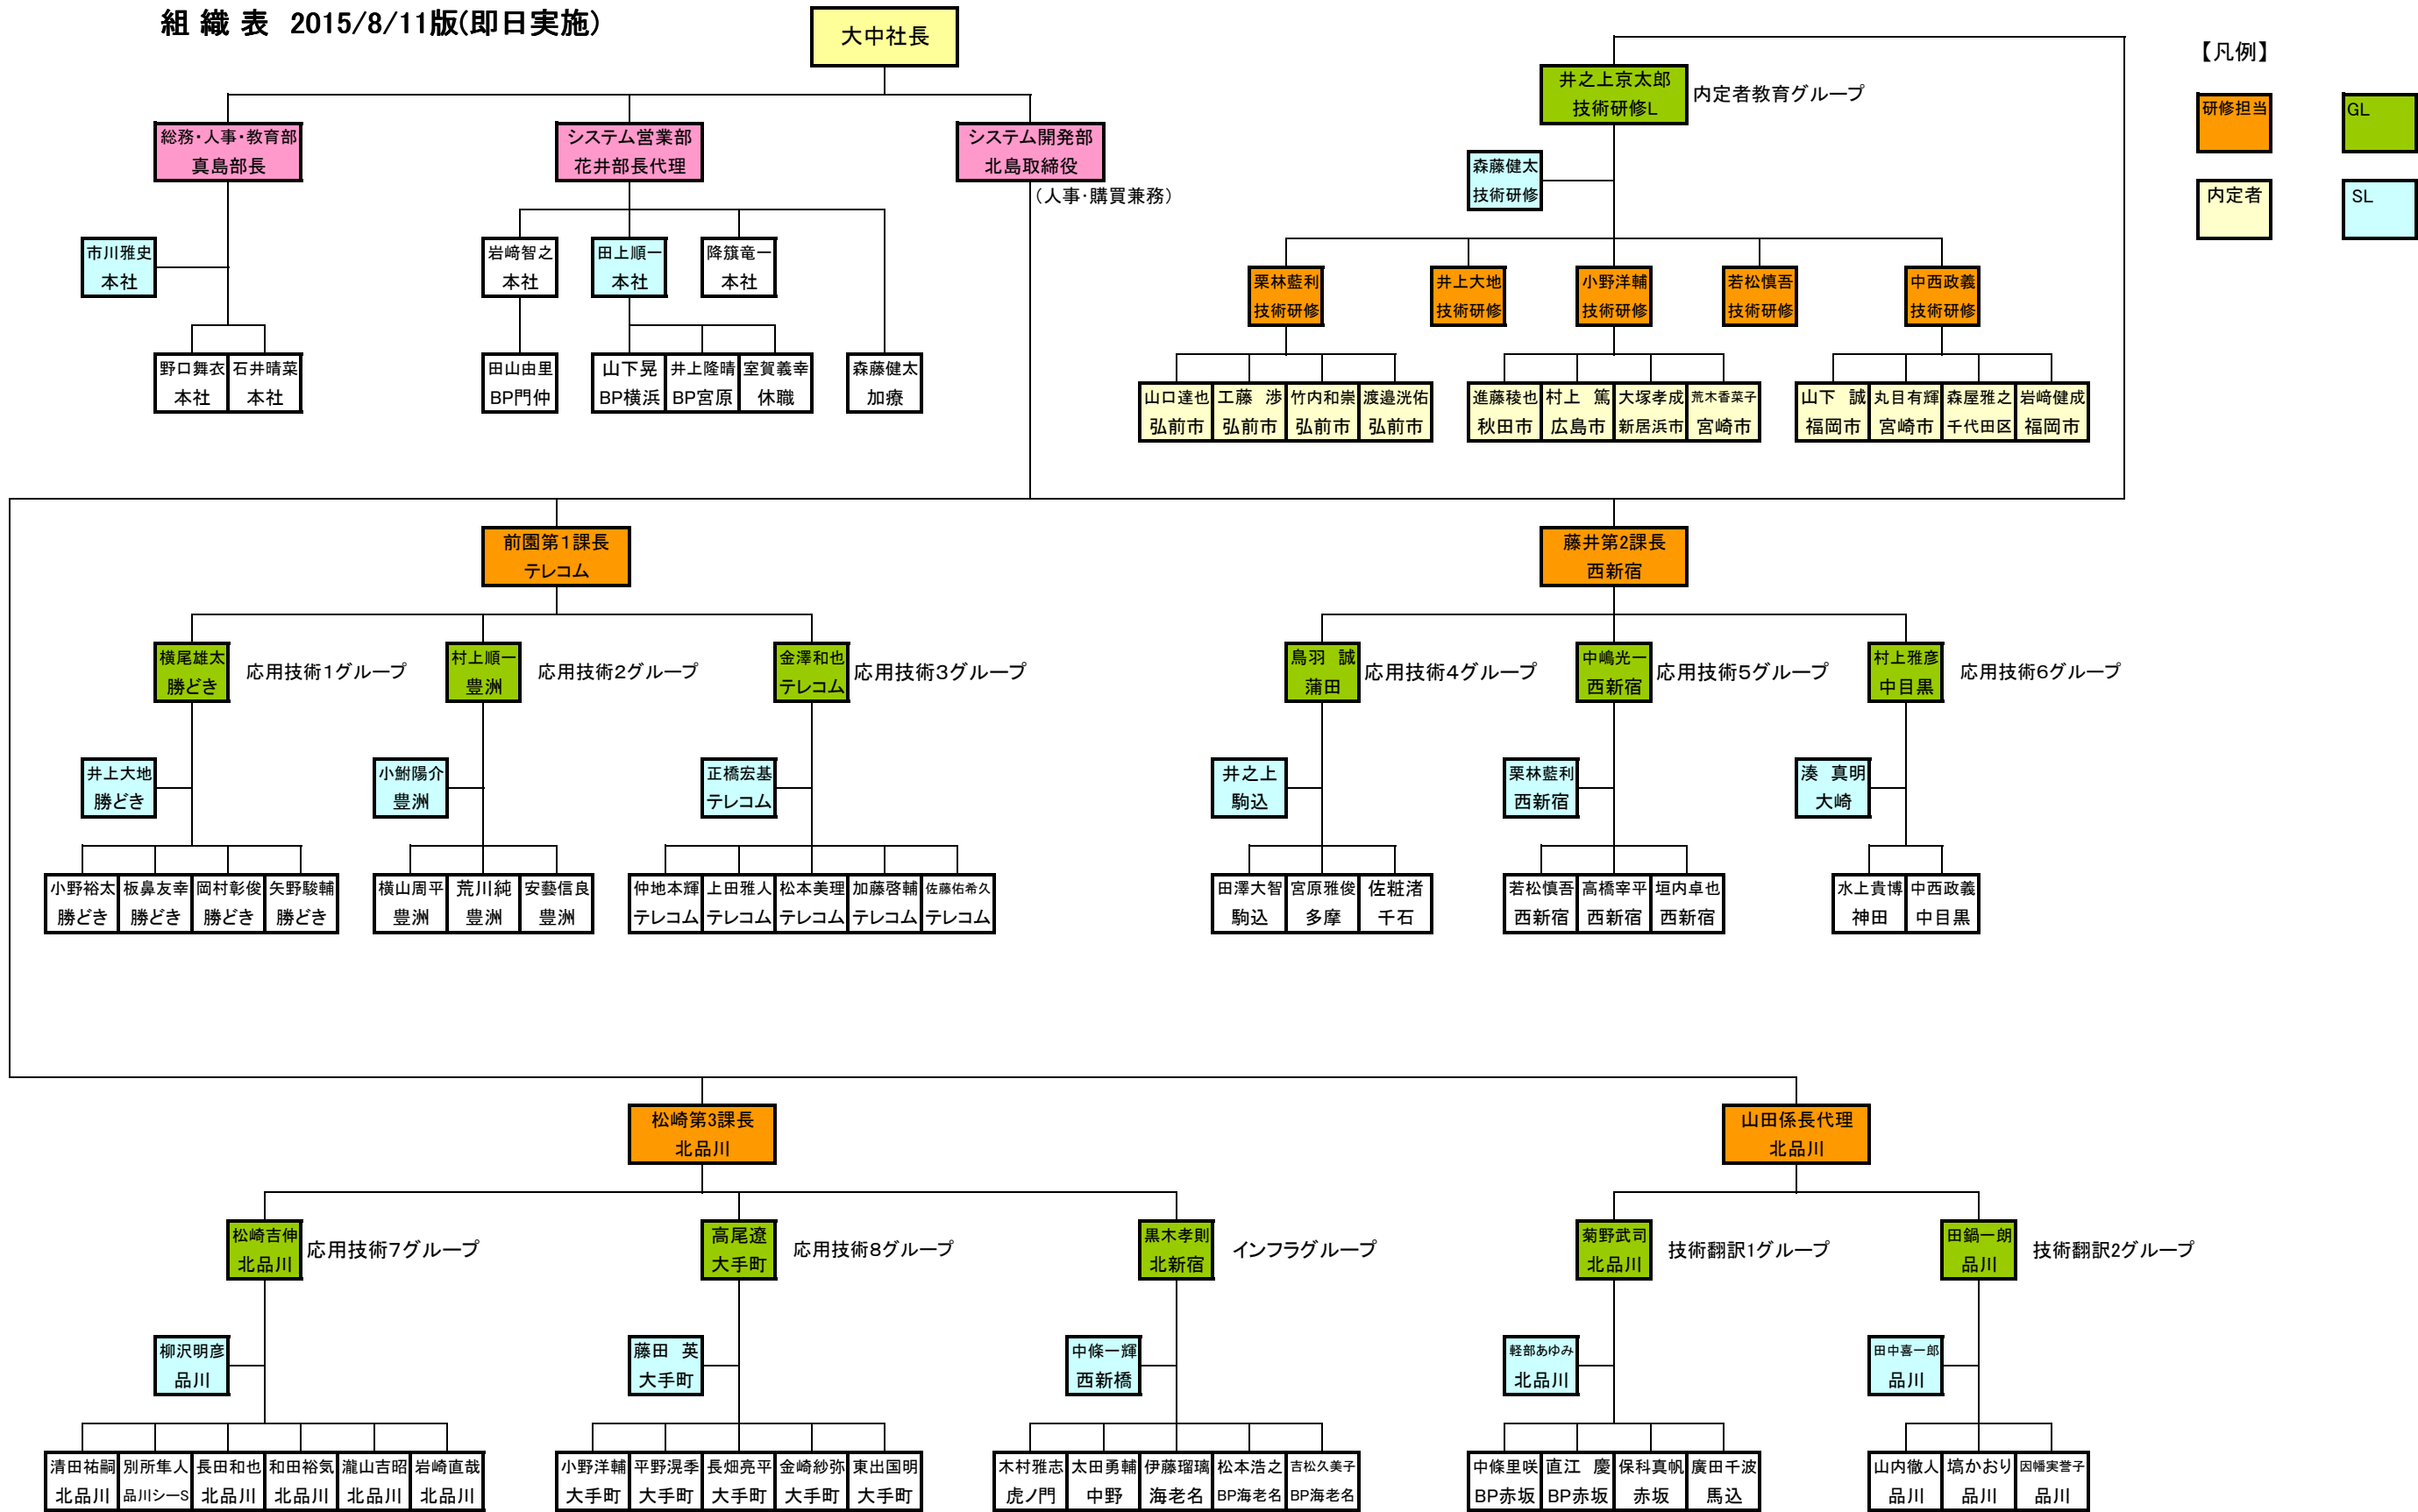 組 織 表 2015/8/11版(即日実施)
大中社長
総務・人事・教育部
真島部長
システム営業部
花井部長代理
システム開発部
北島取締役
(人事・購買兼務)
市川雅史
本社
野口舞衣
本社
石井晴菜
本社
岩﨑智之
本社
田上順一
本社
降籏竜一
本社
田山由里
BP門仲
山下晃
BP横浜
井上隆晴
BP宮原
室賀義幸
休職
森藤健太
加療
井之上京太郎
技術研修L
内定者教育グループ
森藤健太
技術研修
栗林藍利
技術研修
井上大地
技術研修
小野洋輔
技術研修
若松慎吾
技術研修
中西政義
技術研修
山口達也
弘前市
工藤 渉
弘前市
竹内和崇
弘前市
渡邉洸佑
弘前市
進藤稜也
秋田市
村上 篤
広島市
大塚孝成
新居浜市
荒木香菜子
宮崎市
山下 誠
福岡市
丸目有輝
宮崎市
森屋雅之
千代田区
岩﨑健成
福岡市
【凡例】
研修担当
GL
内定者
SL
前園第1課長
テレコム
横尾雄太
勝どき
応用技術1グループ
村上順一
豊洲
応用技術2グループ
金澤和也
テレコム
応用技術3グループ
井上大地
勝どき
小鮒陽介
豊洲
正橋宏基
テレコム
小野裕太
勝どき
板鼻友幸
勝どき
岡村彰俊
勝どき
矢野駿輔
勝どき
横山周平
豊洲
荒川純
豊洲
安藝信良
豊洲
仲地本輝
テレコム
上田雅人
テレコム
松本美理
テレコム
加藤啓輔
テレコム
佐藤佑希久
テレコム
藤井第2課長
西新宿
鳥羽 誠
蒲田
応用技術4グループ
中嶋光一
西新宿
応用技術5グループ
村上雅彦
中目黒
応用技術6グループ
井之上
駒込
栗林藍利
西新宿
湊 真明
大崎
田澤大智
駒込
宮原雅俊
多摩
佐粧渚
千石
若松慎吾
西新宿
高橋宰平
西新宿
垣内卓也
西新宿
水上貴博
神田
中西政義
中目黒
松崎第3課長
北品川
松崎吉伸
北品川
応用技術7グループ
高尾遼
大手町
応用技術8グループ
黒木孝則
北新宿
インフラグループ
柳沢明彦
品川
藤田 英
大手町
中條一輝
西新橋
清田祐嗣
北品川
別所隼人
品川シーS
長田和也
北品川
和田裕気
北品川
瀧山吉昭
北品川
岩崎直哉
北品川
小野洋輔
大手町
平野滉季
大手町
長畑亮平
大手町
金崎紗弥
大手町
東出国明
大手町
木村雅志
虎ノ門
太田勇輔
中野
伊藤瑠璃
海老名
松本浩之
BP海老名
吉松久美子
BP海老名
山田係長代理
北品川
菊野武司
北品川
技術翻訳1グループ
田鍋一朗
品川
技術翻訳2グループ
軽部あゆみ
北品川
田中喜一郎
品川
中條里咲
BP赤坂
直江 慶
BP赤坂
保科真帆
赤坂
廣田千波
馬込
山内徹人
品川
塙かおり
品川
因幡実誉子
品川